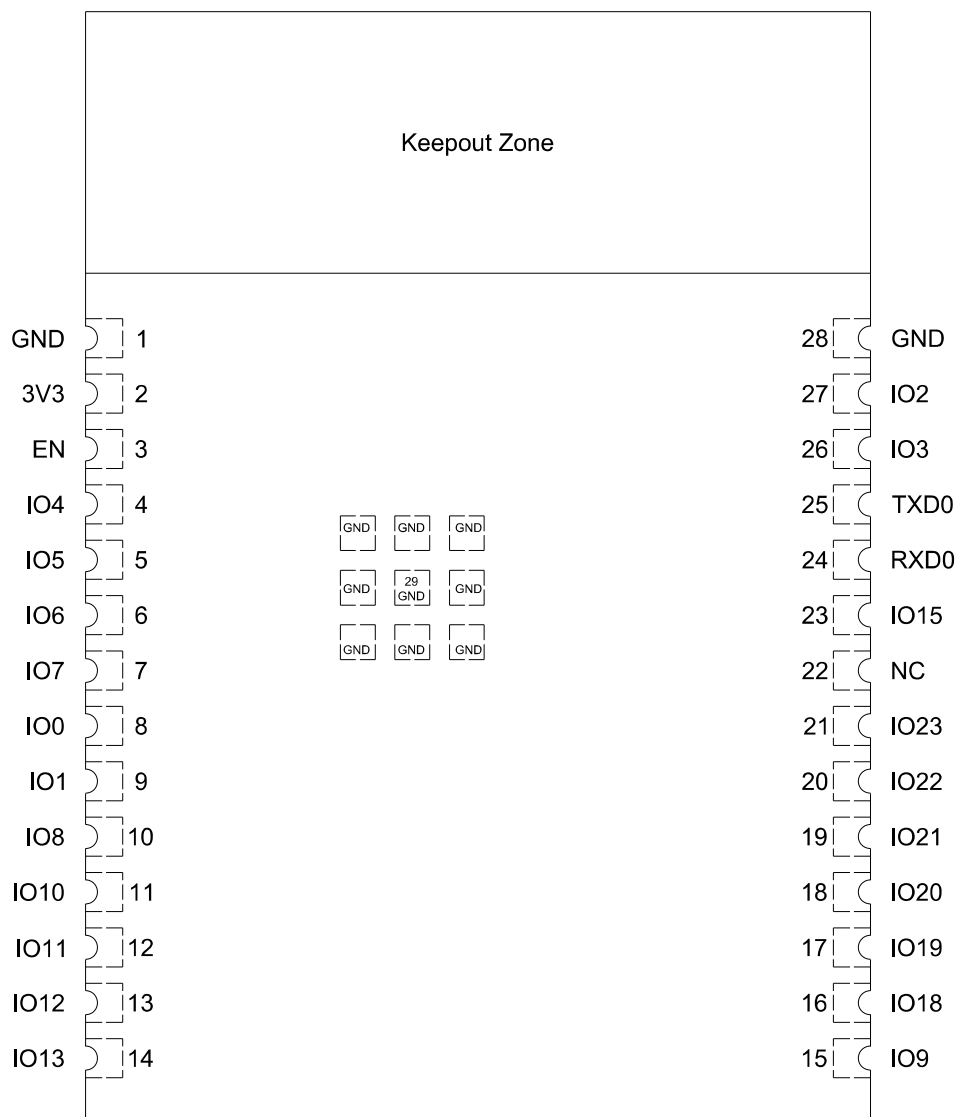 Keepout Zone
GND 1 28 GND
3V3 2 27 IO2
EN 3 26 IO3
IO4 4 25 TXD0
GND GND GND
IO5 5 24 RXD0
29
GND GND GND
IO6 6 23 IO15
GND GND GND
IO7 7 22 NC
IO0 8 21 IO23
IO1 9 20 IO22
IO8 10 19 IO21
IO10 11 18 IO20
IO11 12 17 IO19
IO12 13 16 IO18
IO13 14 15 IO9